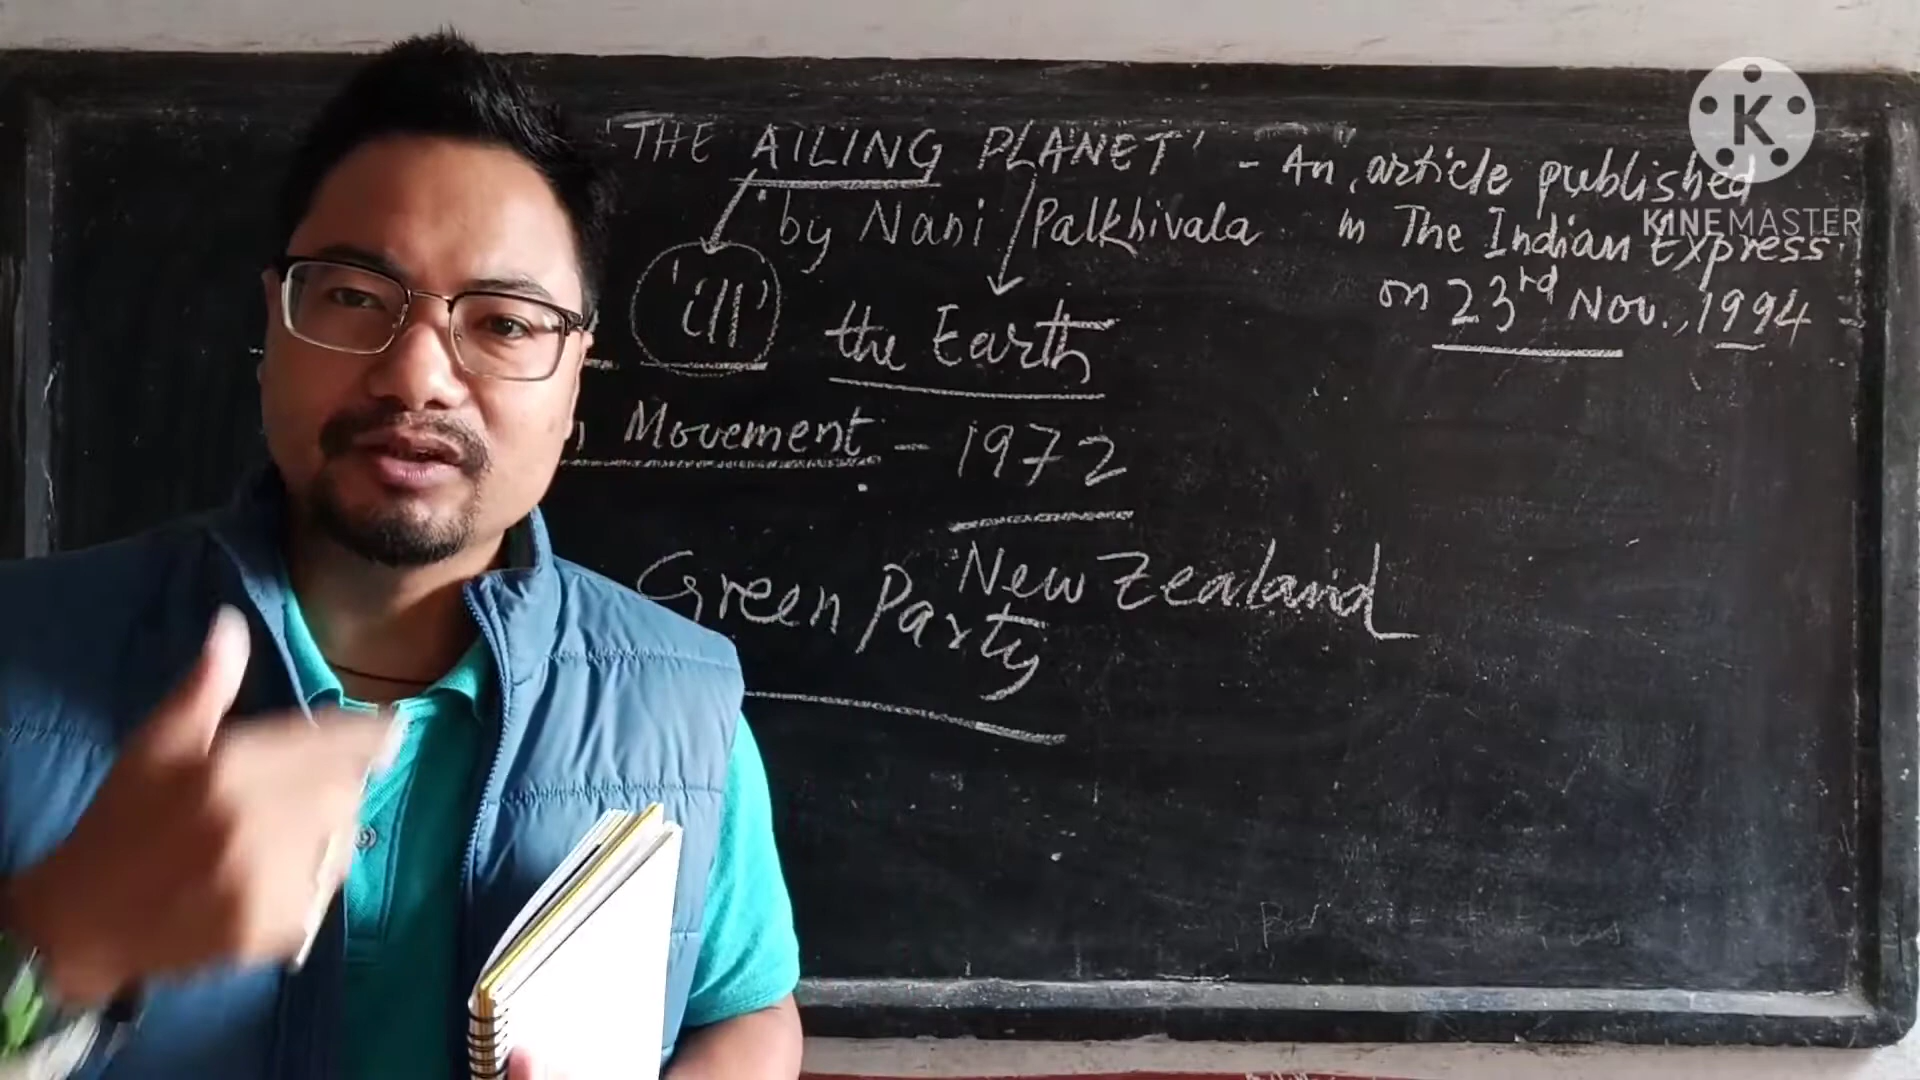 'THE AILING PLANET' - An article published
by Nani Palkhivala in The Indian Express
on 23rd Nov., 1994
'ill' the Earth
Movement - 1972
New Zealand
Green Party
K
KINEMASTER